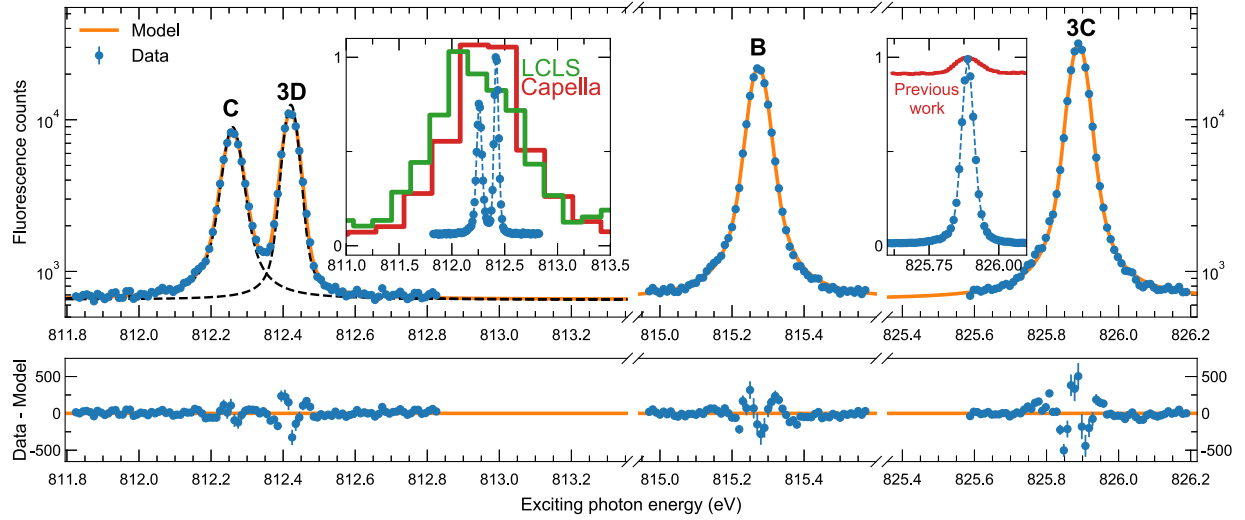 Model
Data
C
3D
LCLS
Capella
B
3C
Previous
work
1
0
811.0 811.5 812.0 812.5 813.0 813.5
1
0
825.75 826.00
Fluorescence counts
10⁴
10³
10⁴
10³
811.8 812.0 812.2 812.4 812.6 812.8 813.0 813.2 815.0 815.2 815.4 825.4 825.6 825.8 826.0 826.2
Data - Model
500
0
-500
500
0
-500
811.8 812.0 812.2 812.4 812.6 812.8 813.0 813.2 815.0 815.2 815.4 825.4 825.6 825.8 826.0 826.2
Exciting photon energy (eV)